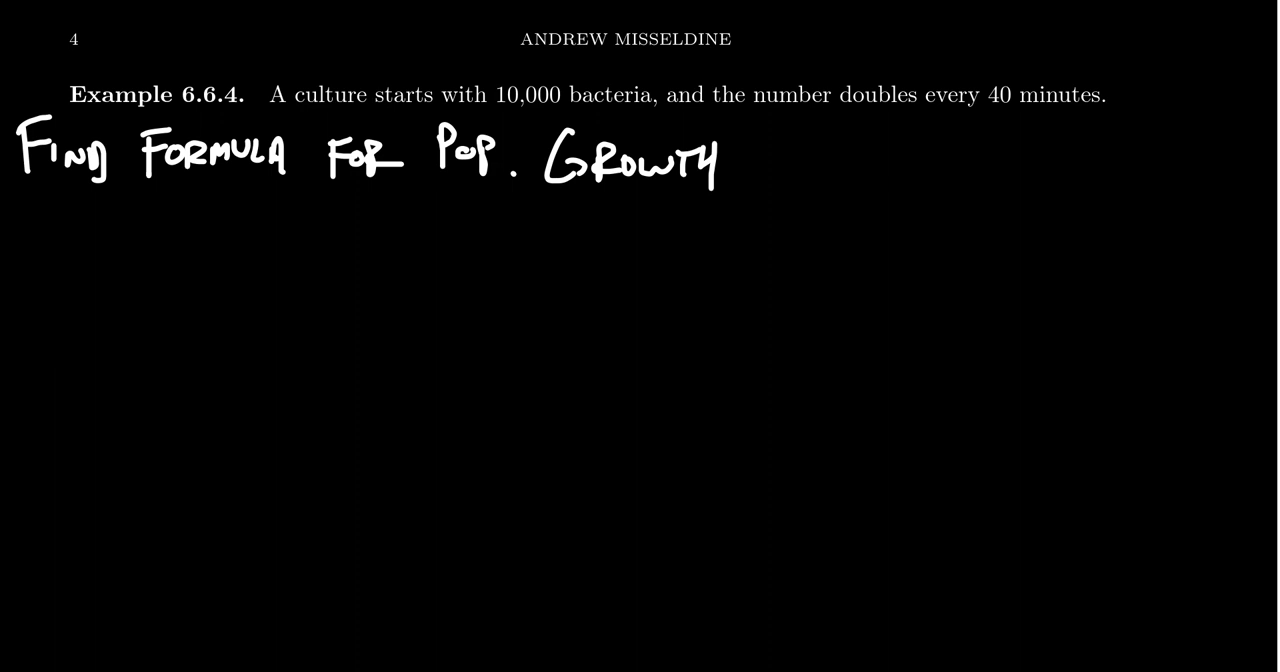 4 ANDREW MISSELDINE
Example 6.6.4. A culture starts with 10,000 bacteria, and the number doubles every 40 minutes.
FIND FORMULA FOR POP. GROWTH